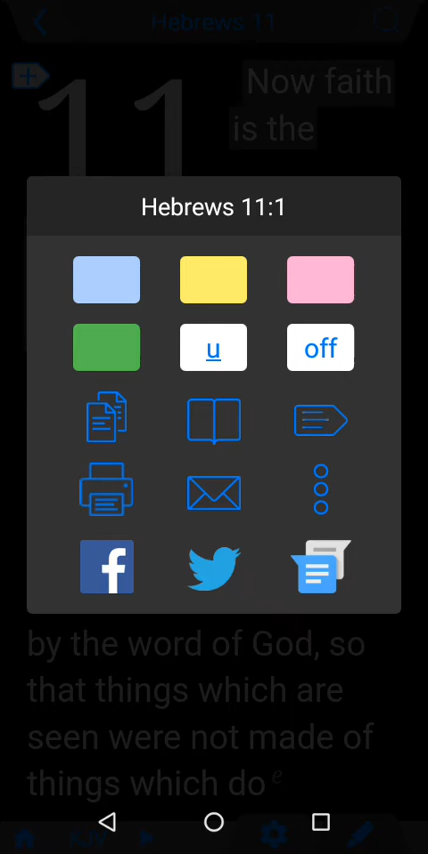 Hebrews 11
11 Now faith
is the
Hebrews 11:1
u
off
f
by the word of God, so
that things which are
seen were not made of
things which do e
KJV